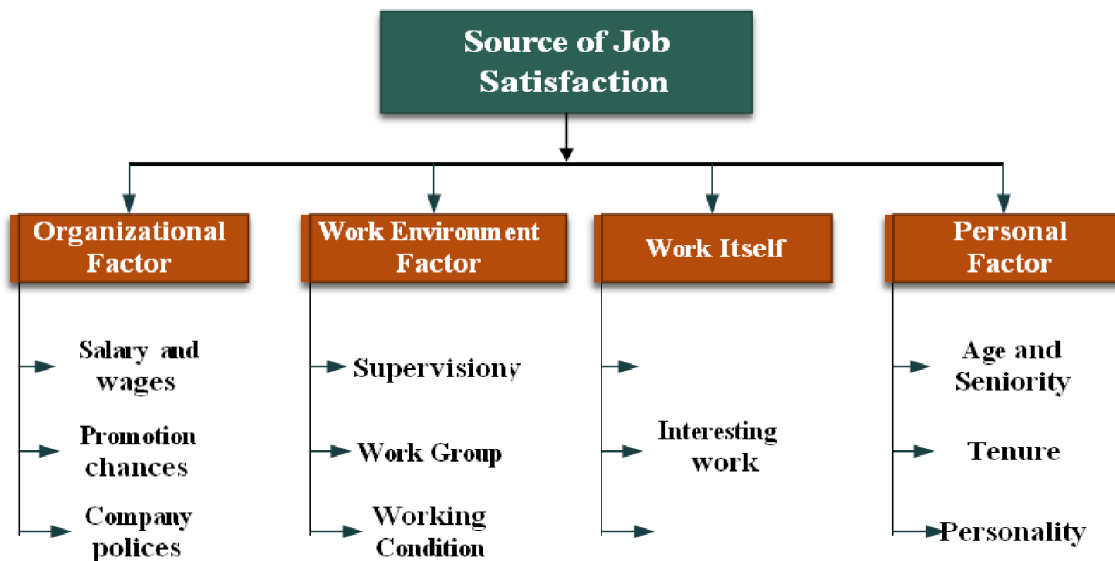 Source of Job
Satisfaction
Organizational
Factor
Work Environment
Factor
Work Itself
Personal
Factor
Salary and
wages
Promotion
chances
Company
polices
Supervisiony
Work Group
Working
Condition
Interesting
work
Age and
Seniority
Tenure
Personality